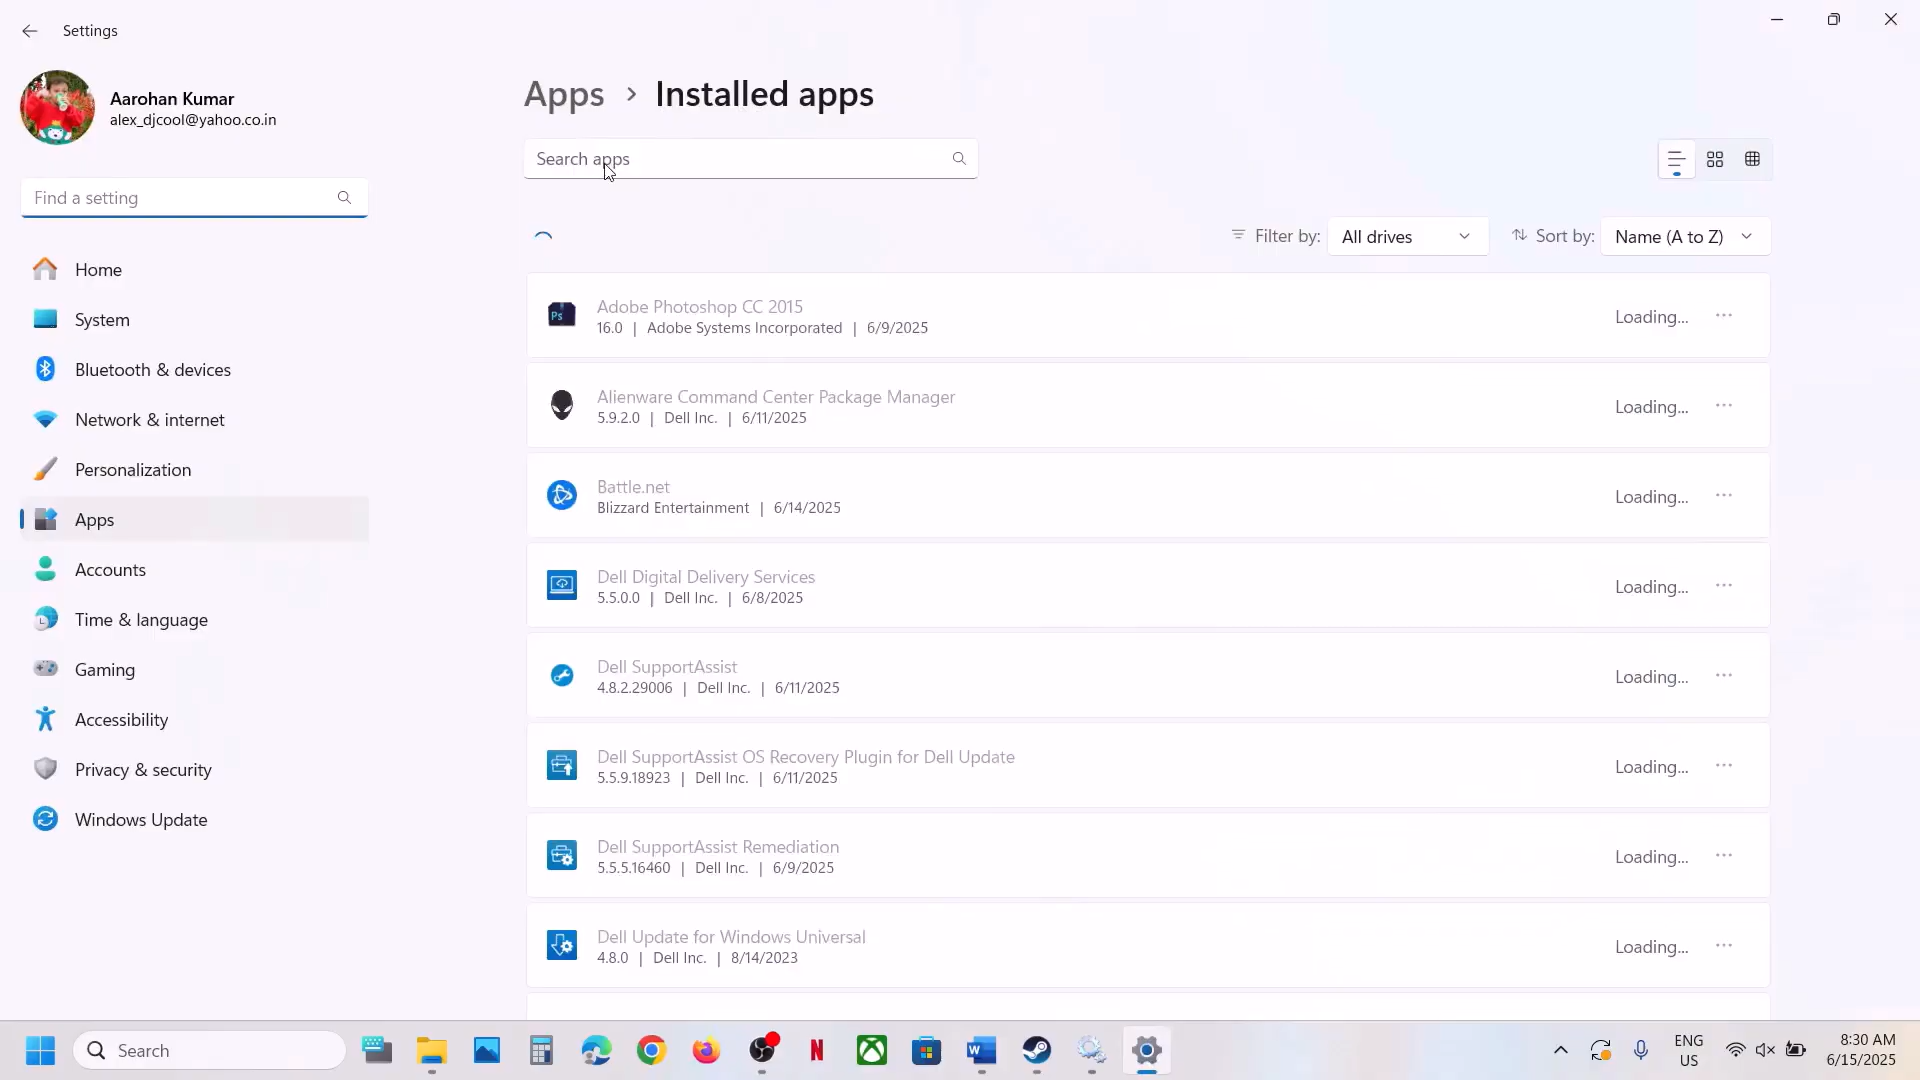 Settings
Aarohan Kumar
alex_djcool@yahoo.co.in
Find a setting
Home
System
Bluetooth & devices
Network & internet
Personalization
Apps
Accounts
Time & language
Gaming
Accessibility
Privacy & security
Windows Update
Apps > Installed apps
Search apps
Filter by: All drives
Sort by: Name (A to Z)
Adobe Photoshop CC 2015
16.0 | Adobe Systems Incorporated | 6/9/2025
Loading...
Alienware Command Center Package Manager
5.9.2.0 | Dell Inc. | 6/11/2025
Loading...
Battle.net
Blizzard Entertainment | 6/14/2025
Loading...
Dell Digital Delivery Services
5.5.0.0 | Dell Inc. | 6/8/2025
Loading...
Dell SupportAssist
4.8.2.29006 | Dell Inc. | 6/11/2025
Loading...
Dell SupportAssist OS Recovery Plugin for Dell Update
5.5.9.18923 | Dell Inc. | 6/11/2025
Loading...
Dell SupportAssist Remediation
5.5.5.16460 | Dell Inc. | 6/9/2025
Loading...
Dell Update for Windows Universal
4.8.0 | Dell Inc. | 8/14/2023
Loading...
Search
ENG
US
8:30 AM
6/15/2025